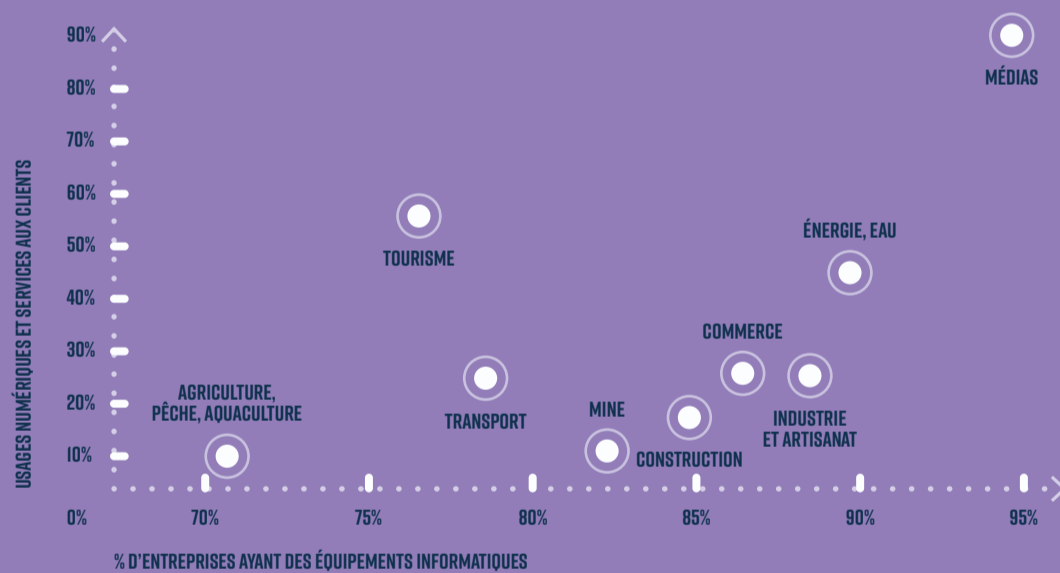 USAGES NUMÉRIQUES ET SERVICES AUX CLIENTS
90%
80%
70%
60%
50%
40%
30%
20%
10%
MÉDIAS
TOURISME
ÉNERGIE, EAU
COMMERCE
AGRICULTURE,
PÊCHE, AQUACULTURE
TRANSPORT
MINE
CONSTRUCTION
INDUSTRIE
ET ARTISANAT
0%
70%
75%
80%
85%
90%
95%
% D'ENTREPRISES AYANT DES ÉQUIPEMENTS INFORMATIQUES